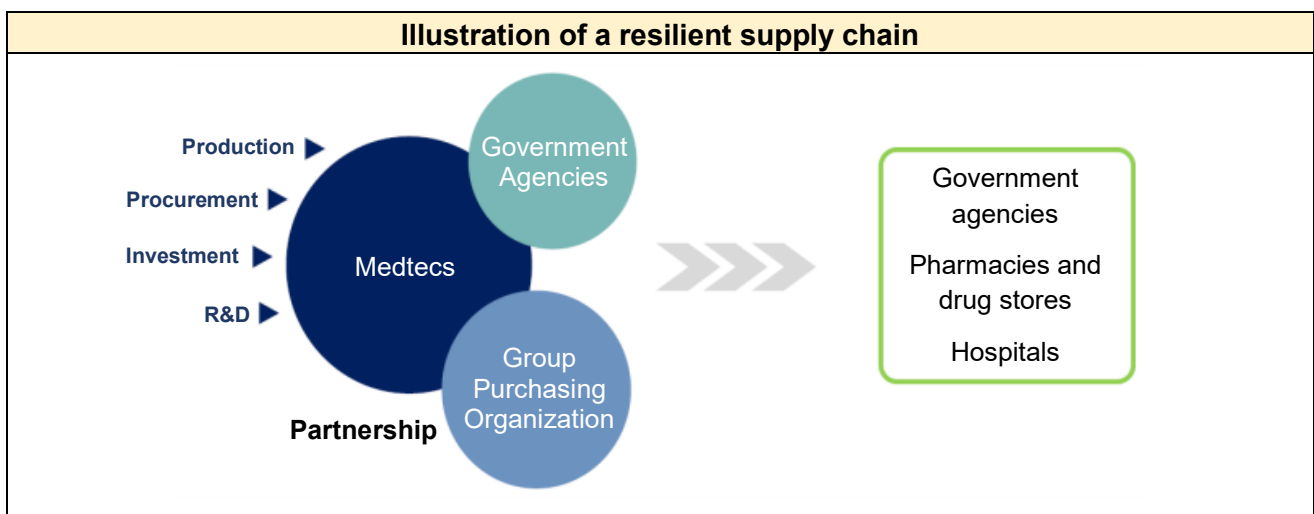 Illustration of a resilient supply chain
Production
Procurement
Investment
R&D
Medtecs
Government
Agencies
Group
Purchasing
Organization
Partnership
Government
agencies
Pharmacies and
drug stores
Hospitals